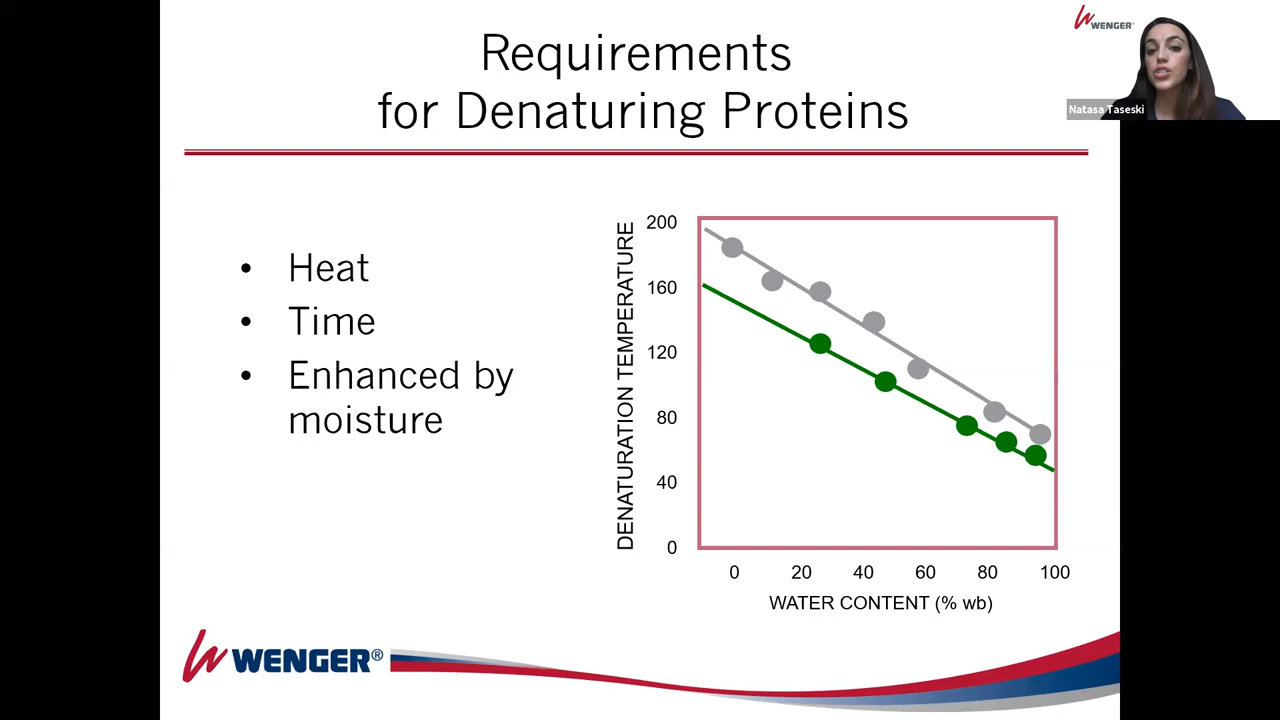 Requirements
for Denaturing Proteins
WENGER®
Natasa Taseski
• Heat
• Time
• Enhanced by
moisture
DENATURATION TEMPERATURE
200
160
120
80
40
0
0 20 40 60 80 100
WATER CONTENT (% wb)
WENGER®